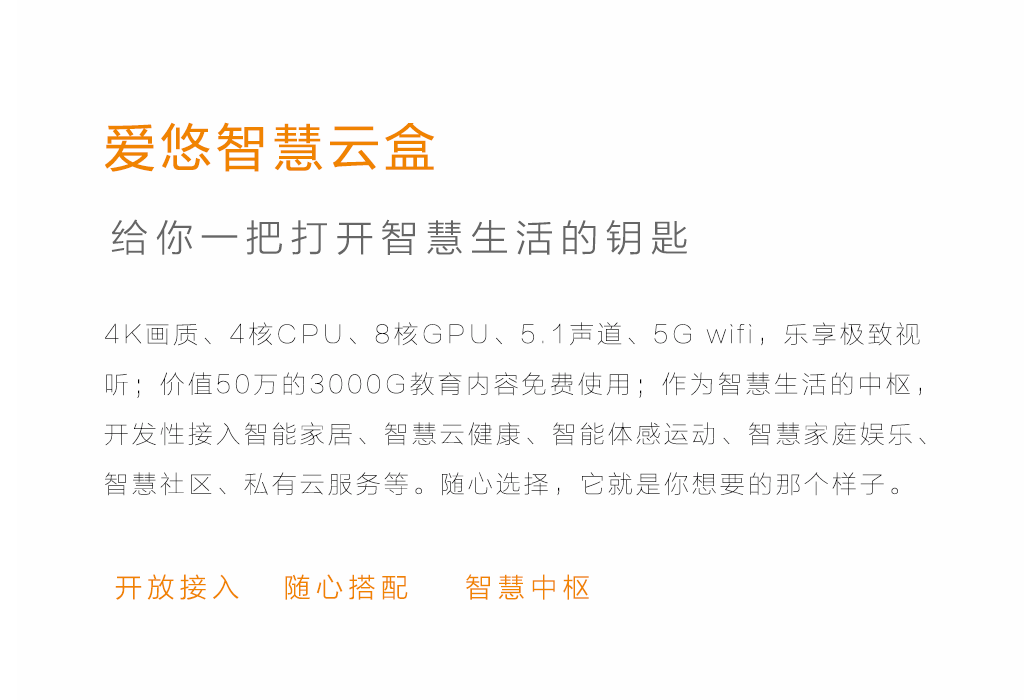 爱悠智慧云盒
给你一把打开智慧生活的钥匙
4K画质、4核CPU、8核GPU、5.1声道、5G wifi，乐享极致视
听；价值50万的3000G教育内容免费使用；作为智慧生活的中枢，
开发性接入智能家居、智慧云健康、智能体感运动、智慧家庭娱乐、
智慧社区、私有云服务等。随心选择，它就是你想要的那个样子。
开放接入 随心搭配 智慧中枢